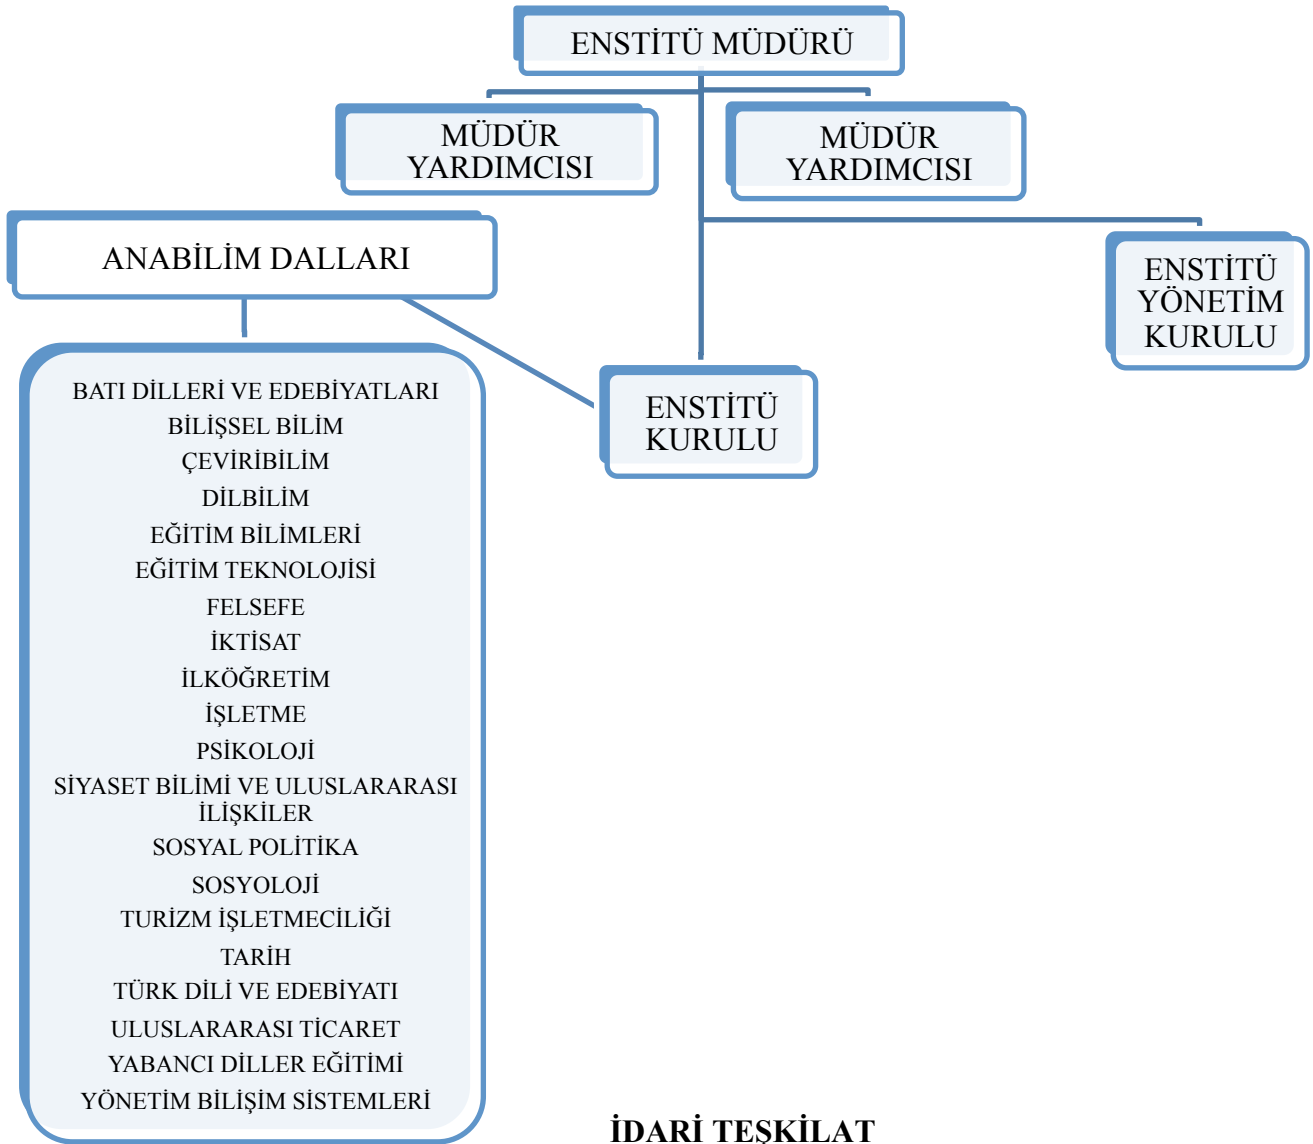 ENSTİTÜ MÜDÜRÜ
MÜDÜR
YARDIMCISI
MÜDÜR
YARDIMCISI
ANABİLİM DALLARI
ENSTİTÜ
YÖNETİM
KURULU
ENSTİTÜ
KURULU
BATI DİLLERİ VE EDEBİYATLARI
BİLİŞSEL BİLİM
ÇEVİRİBİLİM
DİLBİLİM
EĞİTİM BİLİMLERİ
EĞİTİM TEKNOLOJİSİ
FELSEFE
İKTİSAT
İLKÖĞRETİM
İŞLETME
PSİKOLOJİ
SİYASET BİLİMİ VE ULUSLARARASI
İLİŞKİLER
SOSYAL POLİTİKA
SOSYOLOJİ
TURİZM İŞLETMECİLİĞİ
TARİH
TÜRK DİLİ VE EDEBİYATI
ULUSLARARASI TİCARET
YABANCI DİLLER EĞİTİMİ
YÖNETİM BİLİŞİM SİSTEMLERİ
İDARİ TEŞKİLAT